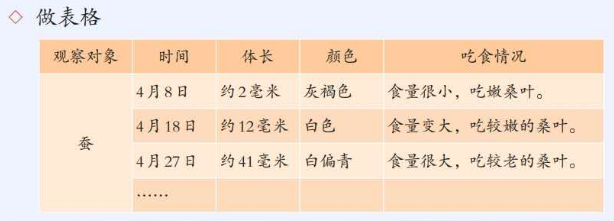 ◇ 做表格
观察对象 时间 体长 颜色 吃食情况
4月8日 约2毫米 灰褐色 食量很小，吃嫩桑叶。
4月18日 约12毫米 白色 食量变大，吃较嫩的桑叶。
蚕
4月27日 约41毫米 白偏青 食量很大，吃较老的桑叶。
……